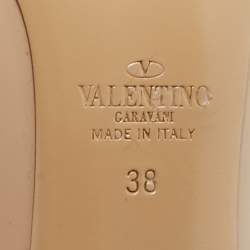 VALENTINO
GARAVANI
MADE IN ITALY
38